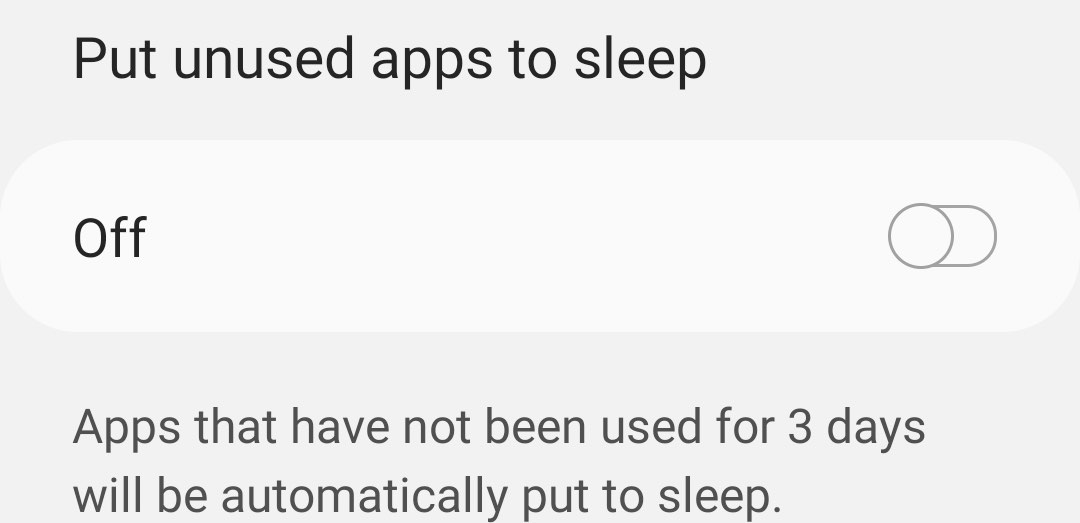 Put unused apps to sleep
Off
Apps that have not been used for 3 days
will be automatically put to sleep.